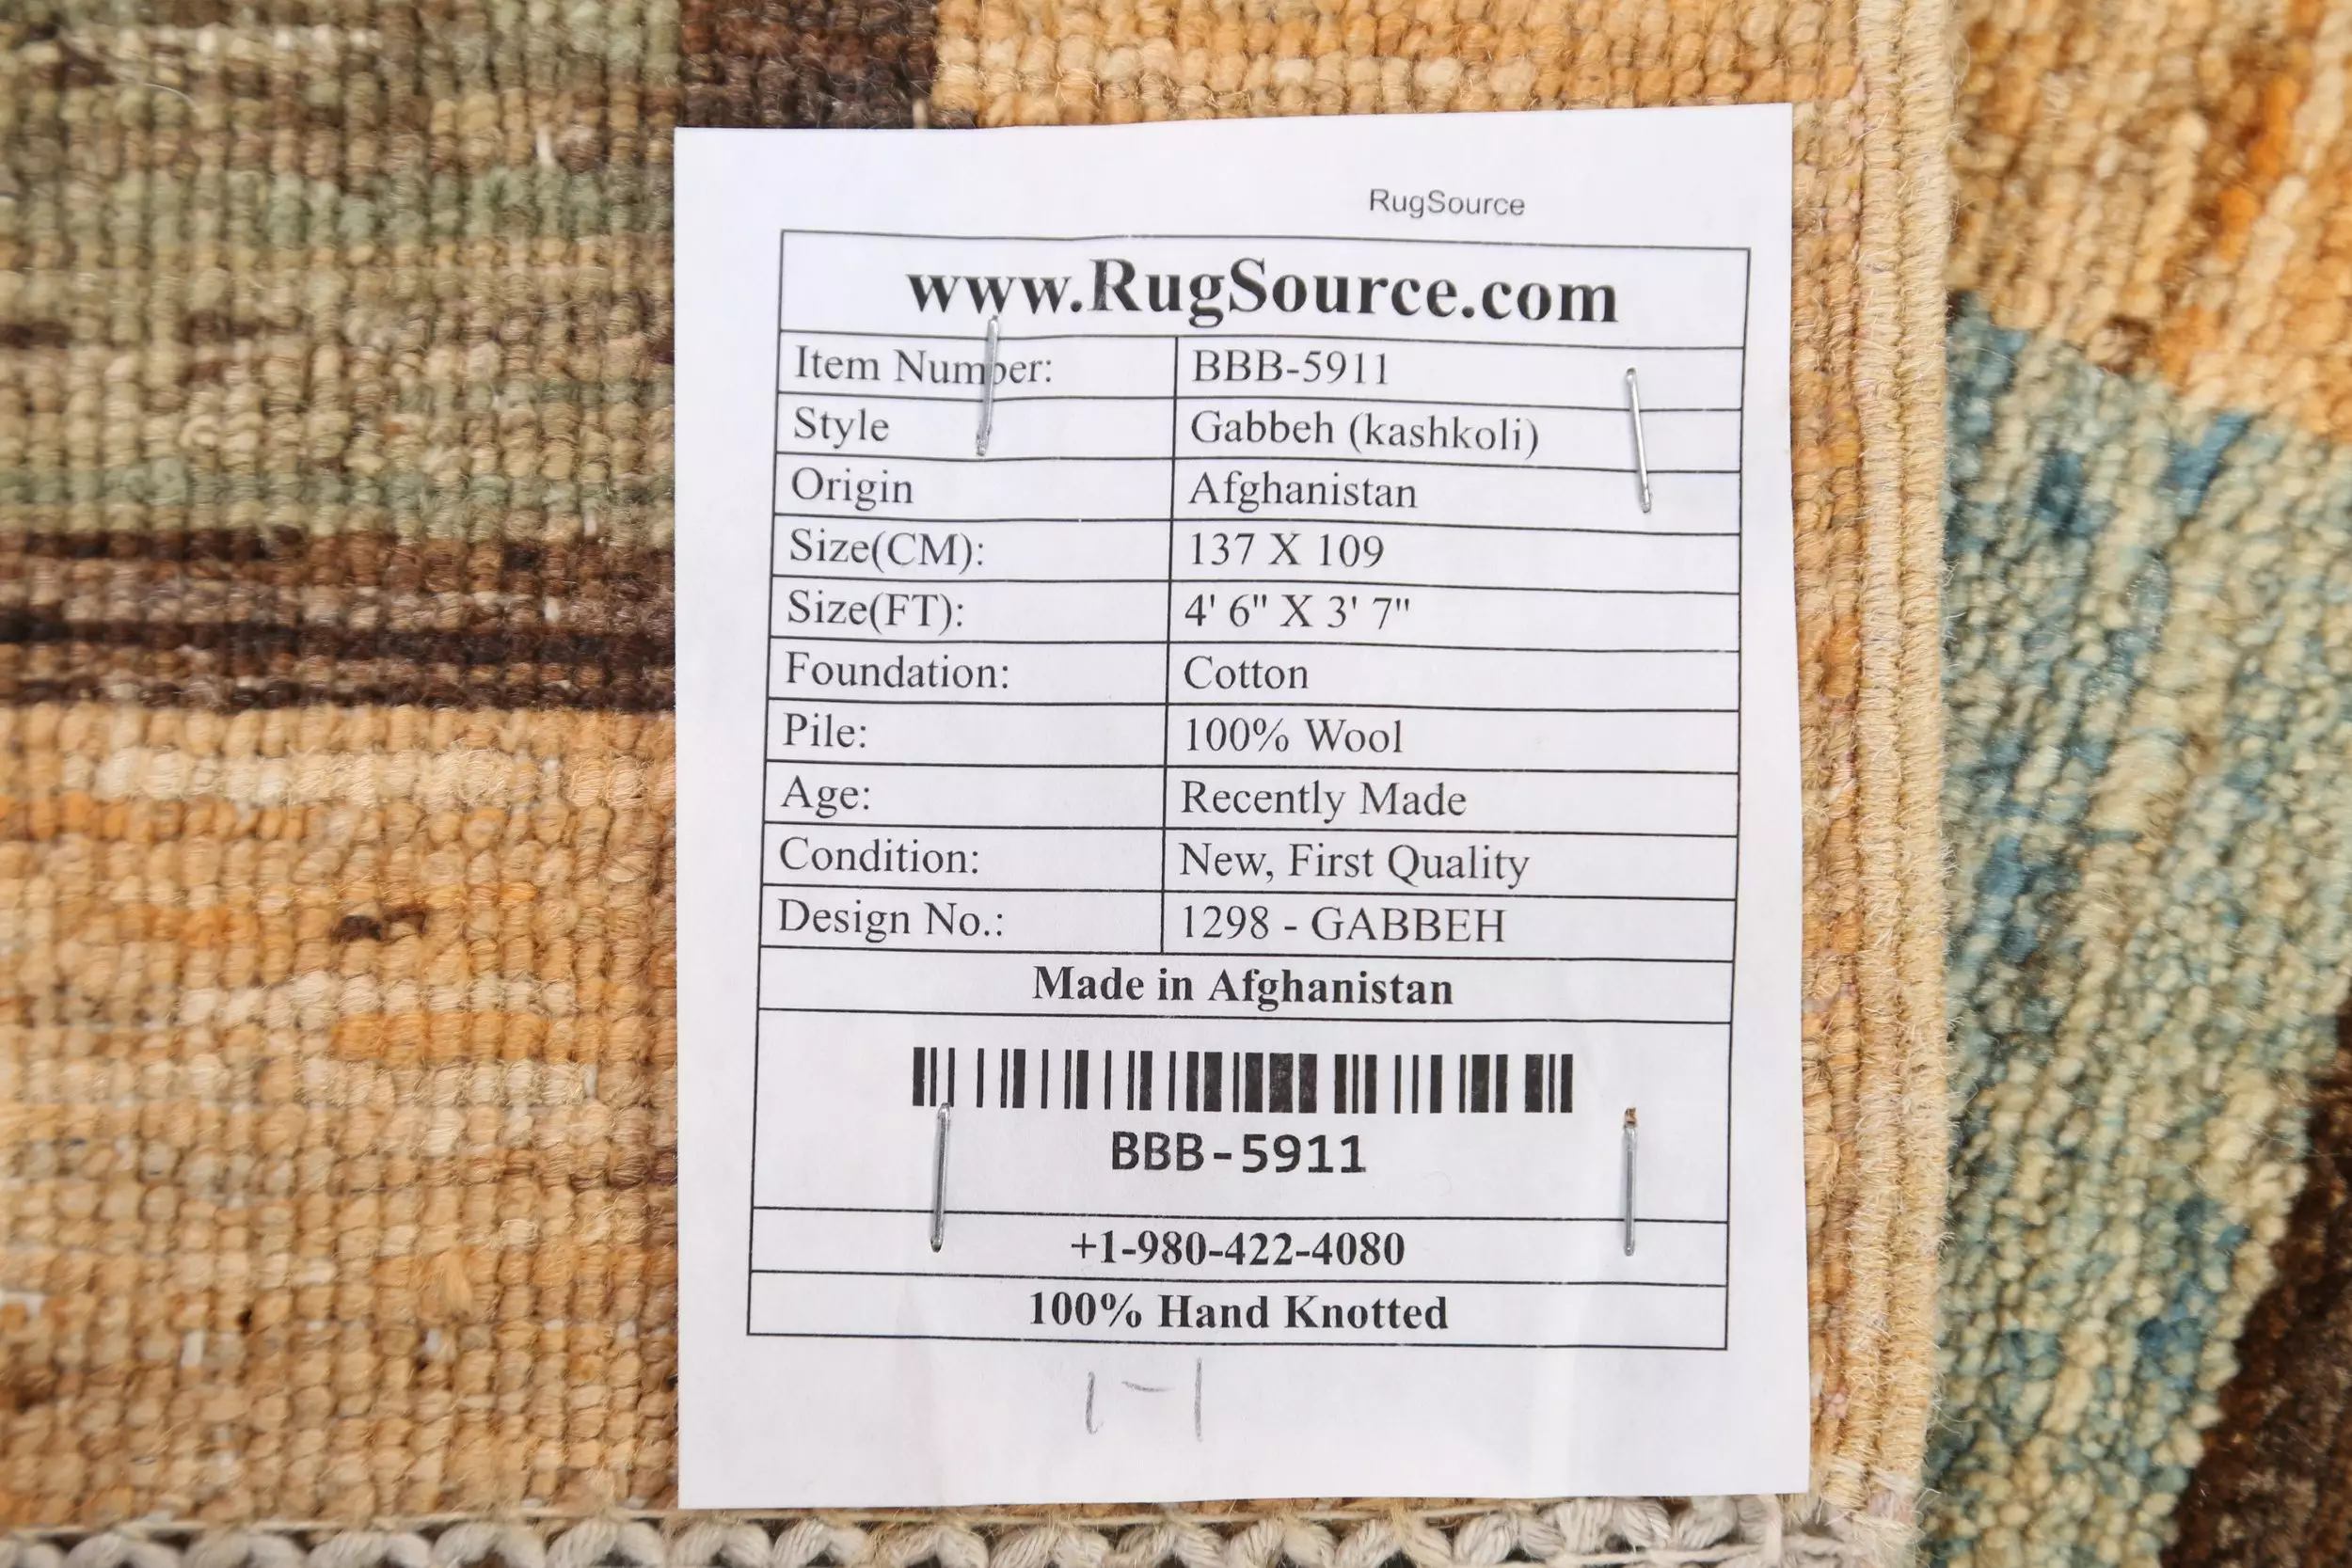 RugSource
www.RugSource.com
Item Number: BBB-5911
Style Gabbeh (kashkoli)
Origin Afghanistan
Size(CM): 137 X 109
Size(FT): 4' 6" X 3' 7"
Foundation: Cotton
Pile: 100% Wool
Age: Recently Made
Condition: New, First Quality
Design No.: 1298 - GABBEH
Made in Afghanistan
BBB-5911
+1-980-422-4080
100% Hand Knotted
1-1